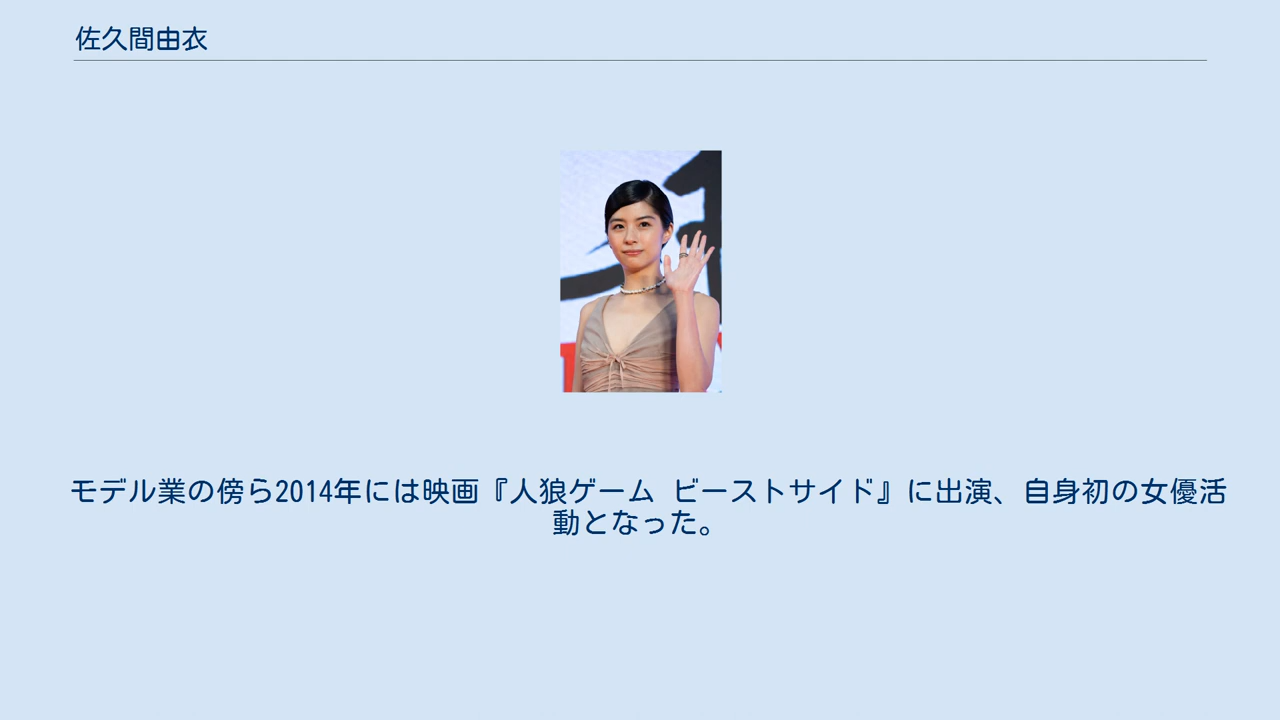 佐久間由衣
モデル業の傍ら2014年には映画『人狼ゲーム ビーストサイド』に出演、自身初の女優活
動となった。